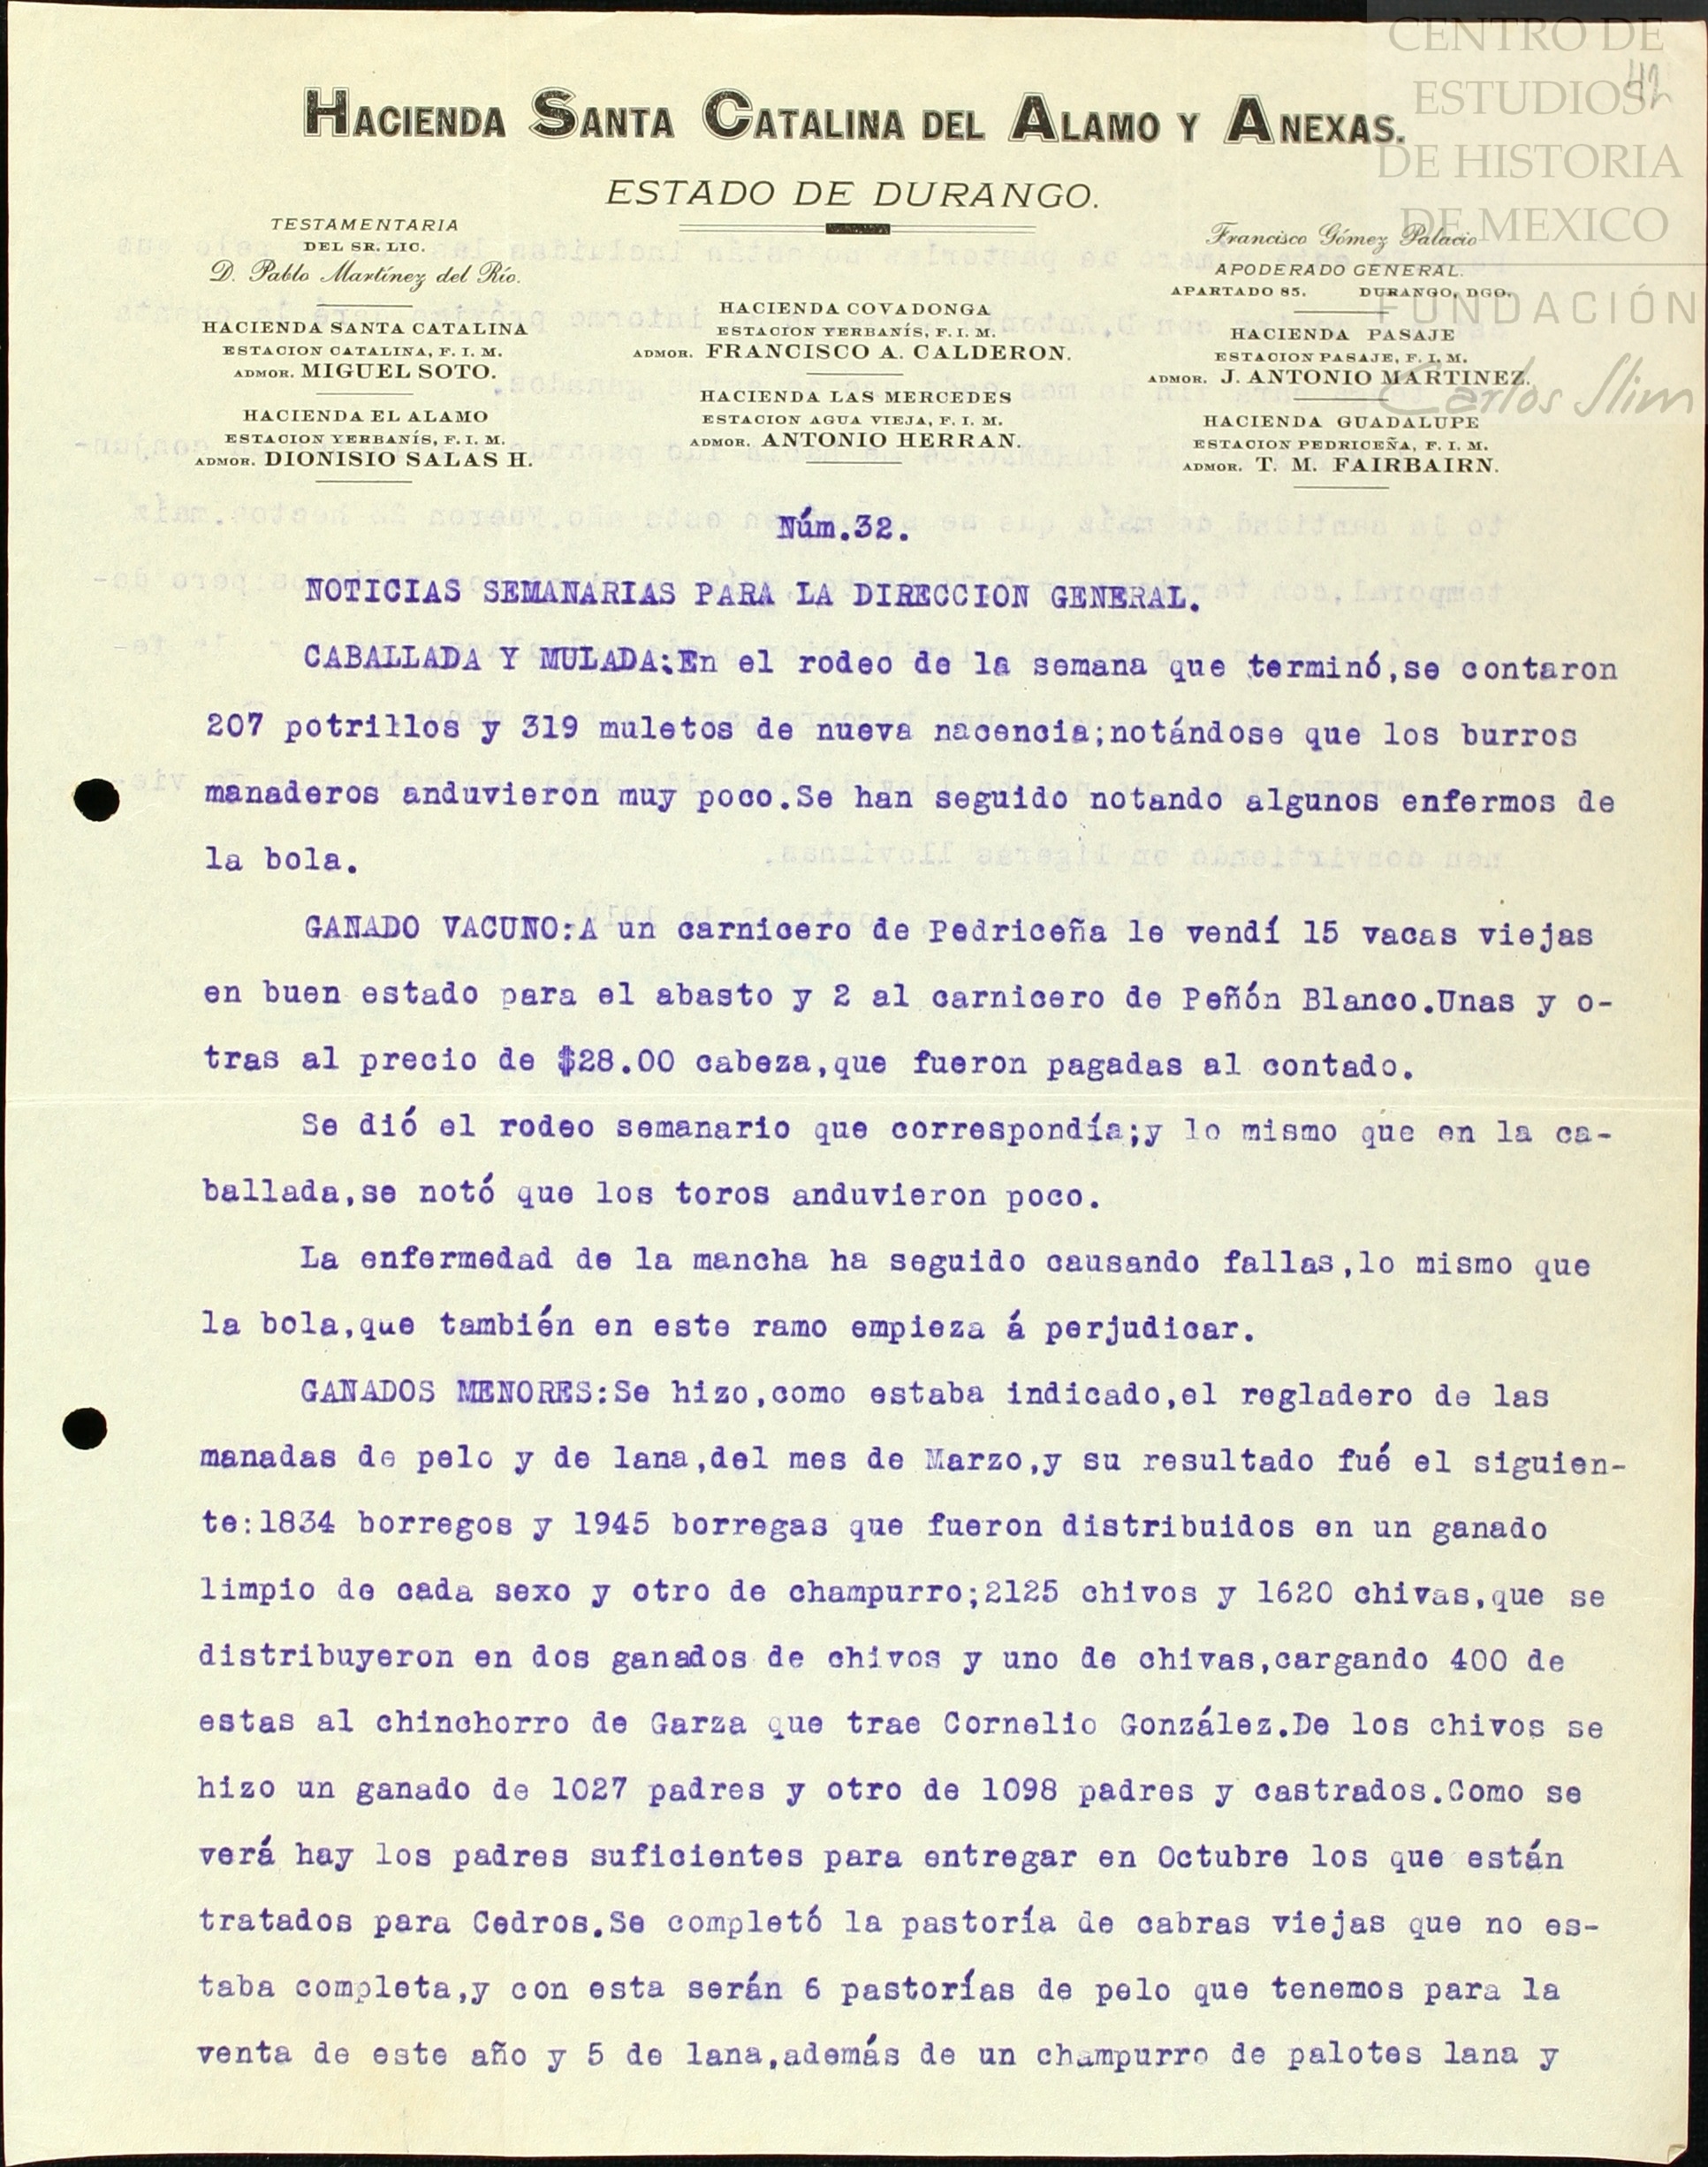 CENTRO DE
ESTUDIOS
DE HISTORIA
DE MEXICO
FUNDACIÓN
Carlos Slim
42
HACIENDA SANTA CATALINA DEL ALAMO Y ANEXAS.
ESTADO DE DURANGO.
TESTAMENTARIA
DEL SR. LIC.
D. Pablo Martínez del Río.
HACIENDA SANTA CATALINA
ESTACION CATALINA, F. I. M.
ADMOR. MIGUEL SOTO.
HACIENDA EL ALAMO
ESTACION YERBANÍS, F. I. M.
ADMOR. DIONISIO SALAS H.
HACIENDA COVADONGA
ESTACION YERBANÍS, F. I. M.
ADMOR. FRANCISCO A. CALDERON.
HACIENDA LAS MERCEDES
ESTACION AGUA VIEJA, F. I. M.
ADMOR. ANTONIO HERRAN.
Francisco Gómez Palacio
APODERADO GENERAL.
APARTADO 85. DURANGO, DGO.
HACIENDA PASAJE
ESTACION PASAJE, F. I. M.
ADMOR. J. ANTONIO MARTINEZ.
HACIENDA GUADALUPE
ESTACION PEDRICEÑA, F. I. M.
ADMOR. T. M. FAIRBAIRN.
Núm.32.
NOTICIAS SEMANARIAS PARA LA DIRECCION GENERAL.
CABALLADA Y MULADA:En el rodeo de la semana que terminó,se contaron
207 potrillos y 319 muletos de nueva nacencia;notándose que los burros
manaderos anduvieron muy poco.Se han seguido notando algunos enfermos de
la bola.
GANADO VACUNO:A un carnicero de Pedriceña le vendí 15 vacas viejas
en buen estado para el abasto y 2 al carnicero de Peñón Blanco.Unas y o-
tras al precio de $28.00 cabeza,que fueron pagadas al contado.
Se dió el rodeo semanario que correspondía;y lo mismo que en la ca-
ballada,se notó que los toros anduvieron poco.
La enfermedad de la mancha ha seguido causando fallas,lo mismo que
la bola,que también en este ramo empieza á perjudicar.
GANADOS MENORES:Se hizo,como estaba indicado,el regladero de las
manadas de pelo y de lana,del mes de Marzo,y su resultado fué el siguien-
te:1834 borregos y 1945 borregas que fueron distribuidos en un ganado
limpio de cada sexo y otro de champurro;2125 chivos y 1620 chivas,que se
distribuyeron en dos ganados de chivos y uno de chivas,cargando 400 de
estas al chinchorro de Garza que trae Cornelio González.De los chivos se
hizo un ganado de 1027 padres y otro de 1098 padres y castrados.Como se
verá hay los padres suficientes para entregar en Octubre los que están
tratados para Cedros.Se completó la pastoría de cabras viejas que no es-
taba completa,y con esta serán 6 pastorías de pelo que tenemos para la
venta de este año y 5 de lana,además de un champurro de palotes lana y